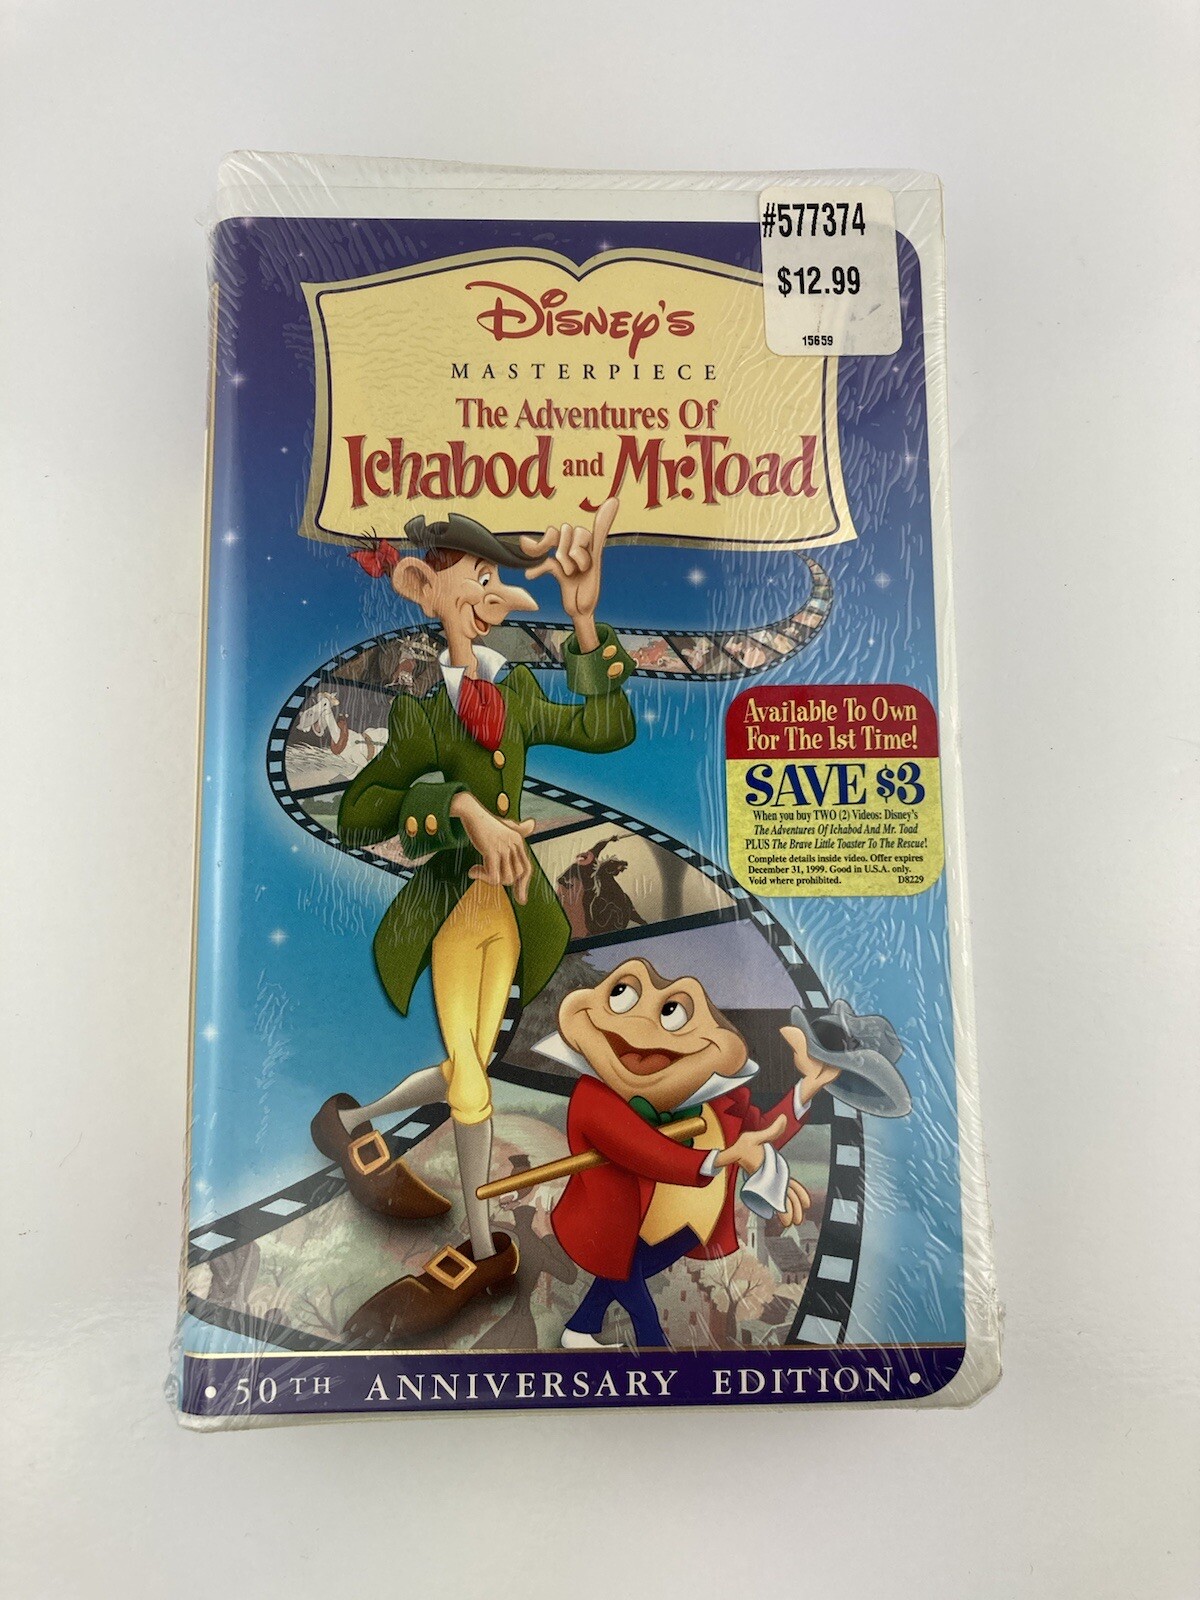 #577374
$12.99
15659
Disney's
MASTERPIECE
The Adventures Of
Ichabod and Mr. Toad
Available To Own
For The 1st Time!
SAVE $3
When you buy TWO (2) Videos: Disney's
The Adventures Of Ichabod And Mr. Toad
PLUS The Brave Little Toaster To The Rescue!
Complete details inside video. Offer expires
December 31, 1999. Good in U.S.A. only.
Void where prohibited. D8229
• 50TH ANNIVERSARY EDITION •